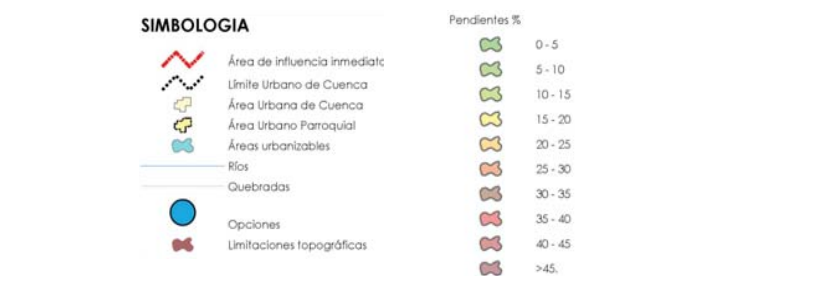 SIMBOLOGIA
Área de influencia inmediata
Límite Urbano de Cuenca
Área Urbana de Cuenca
Área Urbano Parroquial
Áreas urbanizables
Ríos
Quebradas
Opciones
Limitaciones topográficas
Pendientes %
0 - 5
5 - 10
10 - 15
15 - 20
20 - 25
25 - 30
30 - 35
35 - 40
40 - 45
>45.